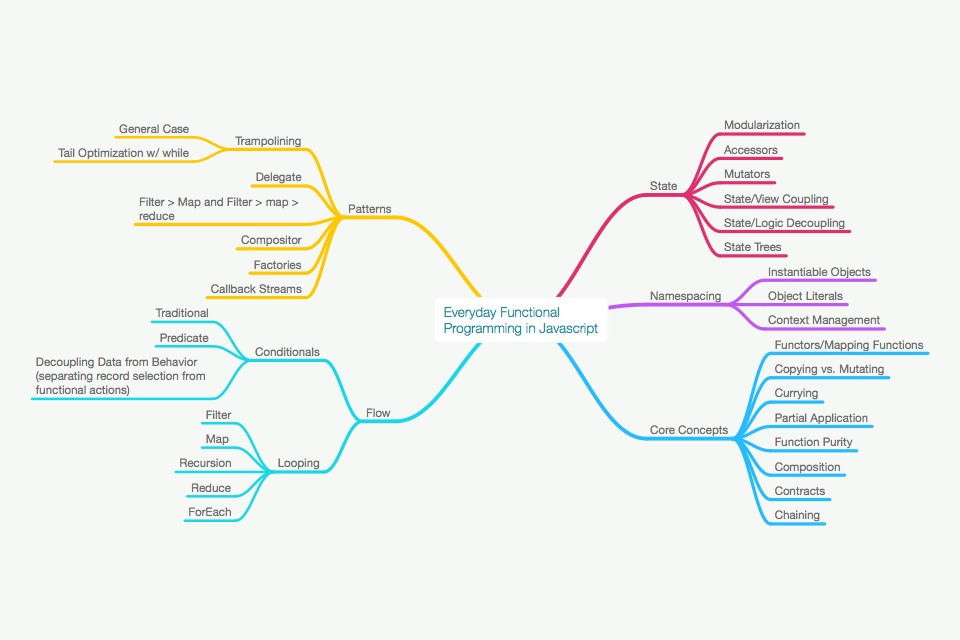 Everyday Functional
Programming in Javascript
Patterns
Trampolining
General Case
Tail Optimization w/ while
Delegate
Filter > Map and Filter > map >
reduce
Compositor
Factories
Callback Streams
Flow
Conditionals
Traditional
Predicate
Decoupling Data from Behavior
(separating record selection from
functional actions)
Looping
Filter
Map
Recursion
Reduce
ForEach
State
Modularization
Accessors
Mutators
State/View Coupling
State/Logic Decoupling
State Trees
Namespacing
Instantiable Objects
Object Literals
Context Management
Core Concepts
Functors/Mapping Functions
Copying vs. Mutating
Currying
Partial Application
Function Purity
Composition
Contracts
Chaining